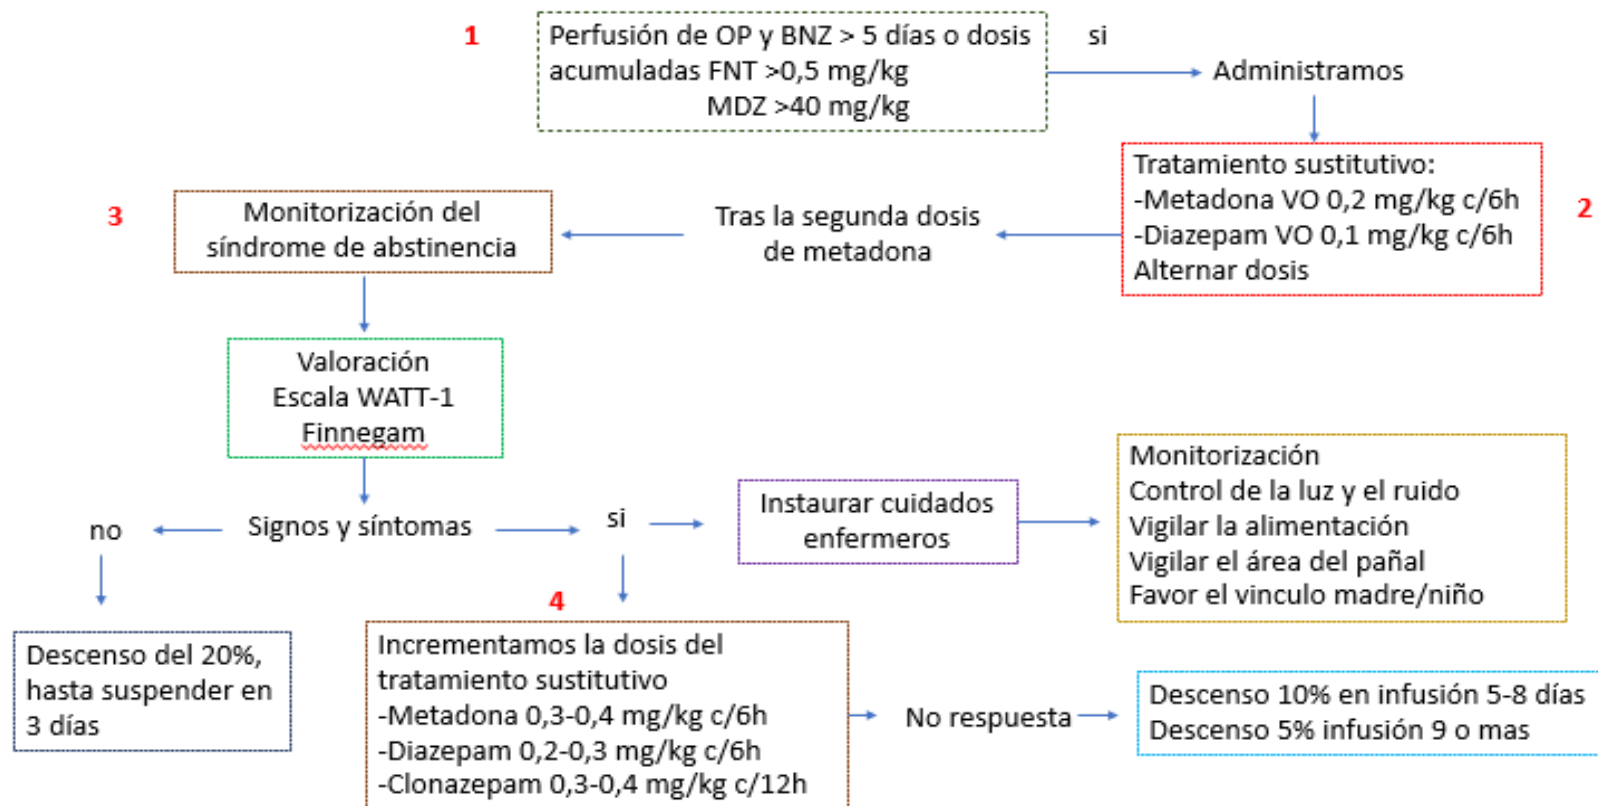 1
Perfusión de OP y BNZ > 5 días o dosis
acumuladas FNT >0,5 mg/kg
MDZ >40 mg/kg
si
Administramos
Tratamiento sustitutivo:
-Metadona VO 0,2 mg/kg c/6h
-Diazepam VO 0,1 mg/kg c/6h
Alternar dosis
2
Tras la segunda dosis
de metadona
3
Monitorización del
síndrome de abstinencia
Valoración
Escala WATT-1
Finnegam
Signos y síntomas
no
si
Instaurar cuidados
enfermeros
Monitorización
Control de la luz y el ruido
Vigilar la alimentación
Vigilar el área del pañal
Favor el vinculo madre/niño
Descenso del 20%,
hasta suspender en
3 días
4
Incrementamos la dosis del
tratamiento sustitutivo
-Metadona 0,3-0,4 mg/kg c/6h
-Diazepam 0,2-0,3 mg/kg c/6h
-Clonazepam 0,3-0,4 mg/kg c/12h
No respuesta
Descenso 10% en infusión 5-8 días
Descenso 5% infusión 9 o mas